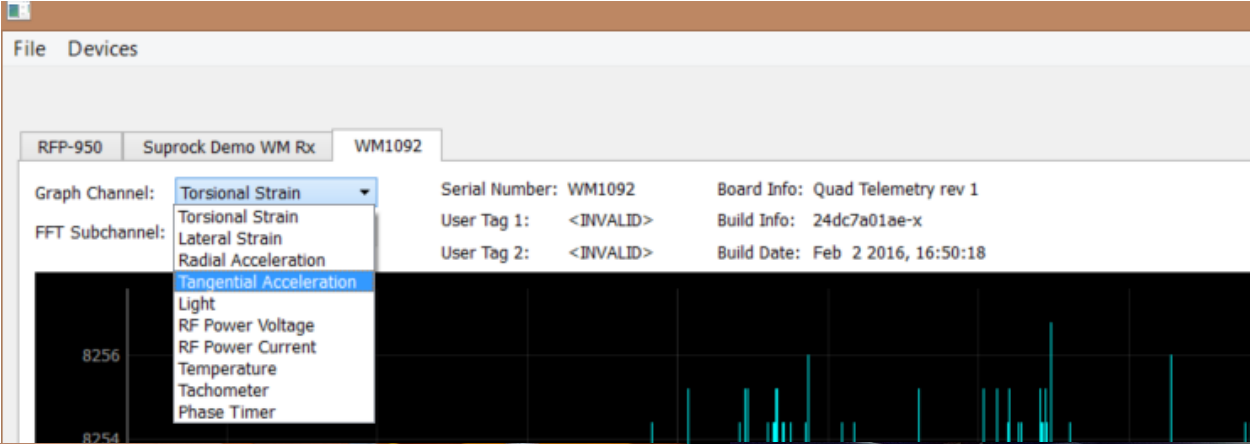 File Devices
RFP-950 Suprock Demo WM Rx WM1092
Graph Channel: Torsional Strain Serial Number: WM1092 Board Info: Quad Telemetry rev 1
Torsional Strain
User Tag 1: <INVALID> Build Info: 24dc7a01ae-x
FFT Subchannel: Lateral Strain
Radial Acceleration User Tag 2: <INVALID> Build Date: Feb 2 2016, 16:50:18
Tangential Acceleration
Light
RF Power Voltage
RF Power Current
8256
Temperature
Tachometer
Phase Timer
8254